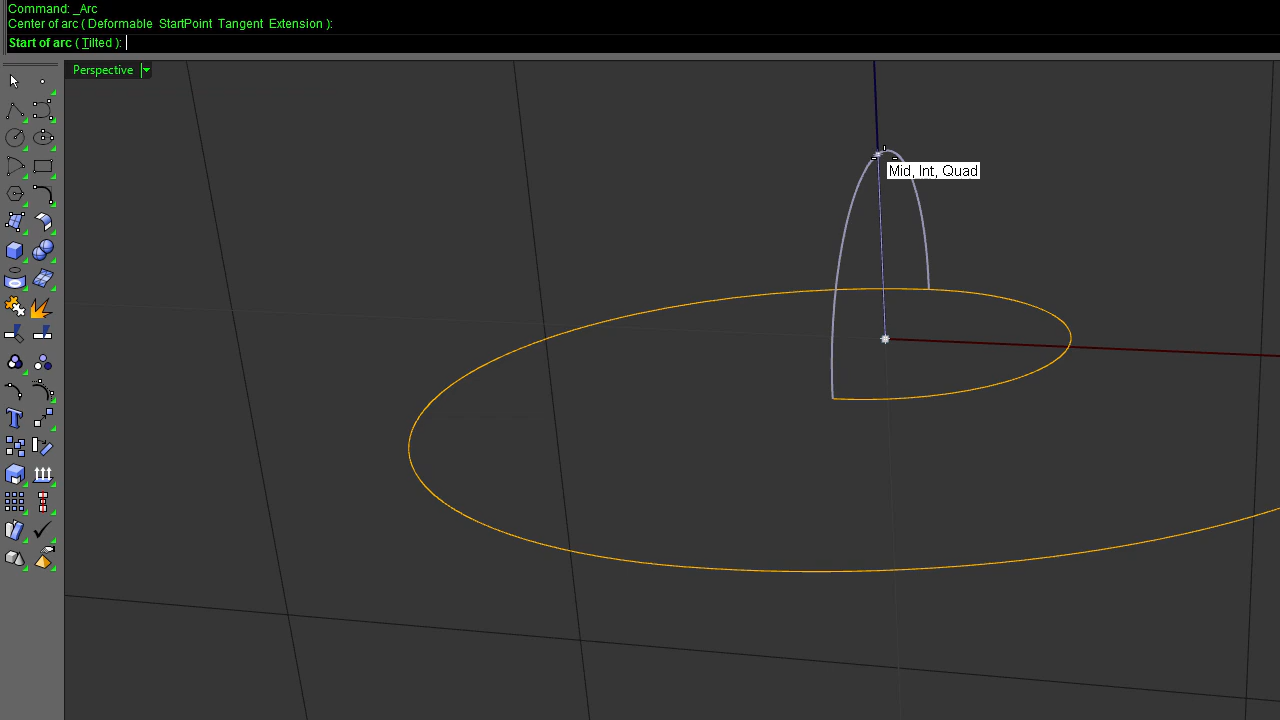 Command: _Arc
Center of arc ( Deformable  StartPoint  Tangent  Extension ):
Start of arc ( Tilted ):
Perspective
Mid, Int, Quad
T